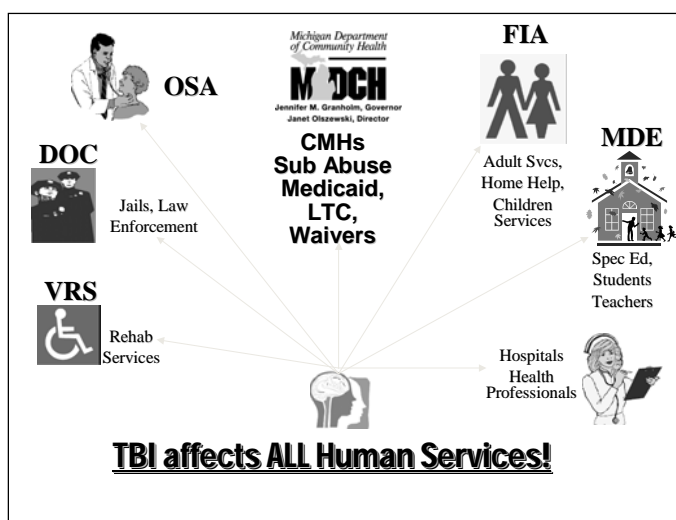 Michigan Department
of Community Health
MDCH
Jennifer M. Granholm, Governor
Janet Olszewski, Director
OSA
FIA
CMHs
Sub Abuse
Medicaid,
LTC,
Waivers
DOC
Jails, Law
Enforcement
Adult Svcs,
Home Help,
Children
Services
MDE
Spec Ed,
Students
Teachers
VRS
Rehab
Services
Hospitals
Health
Professionals
TBI affects ALL Human Services!